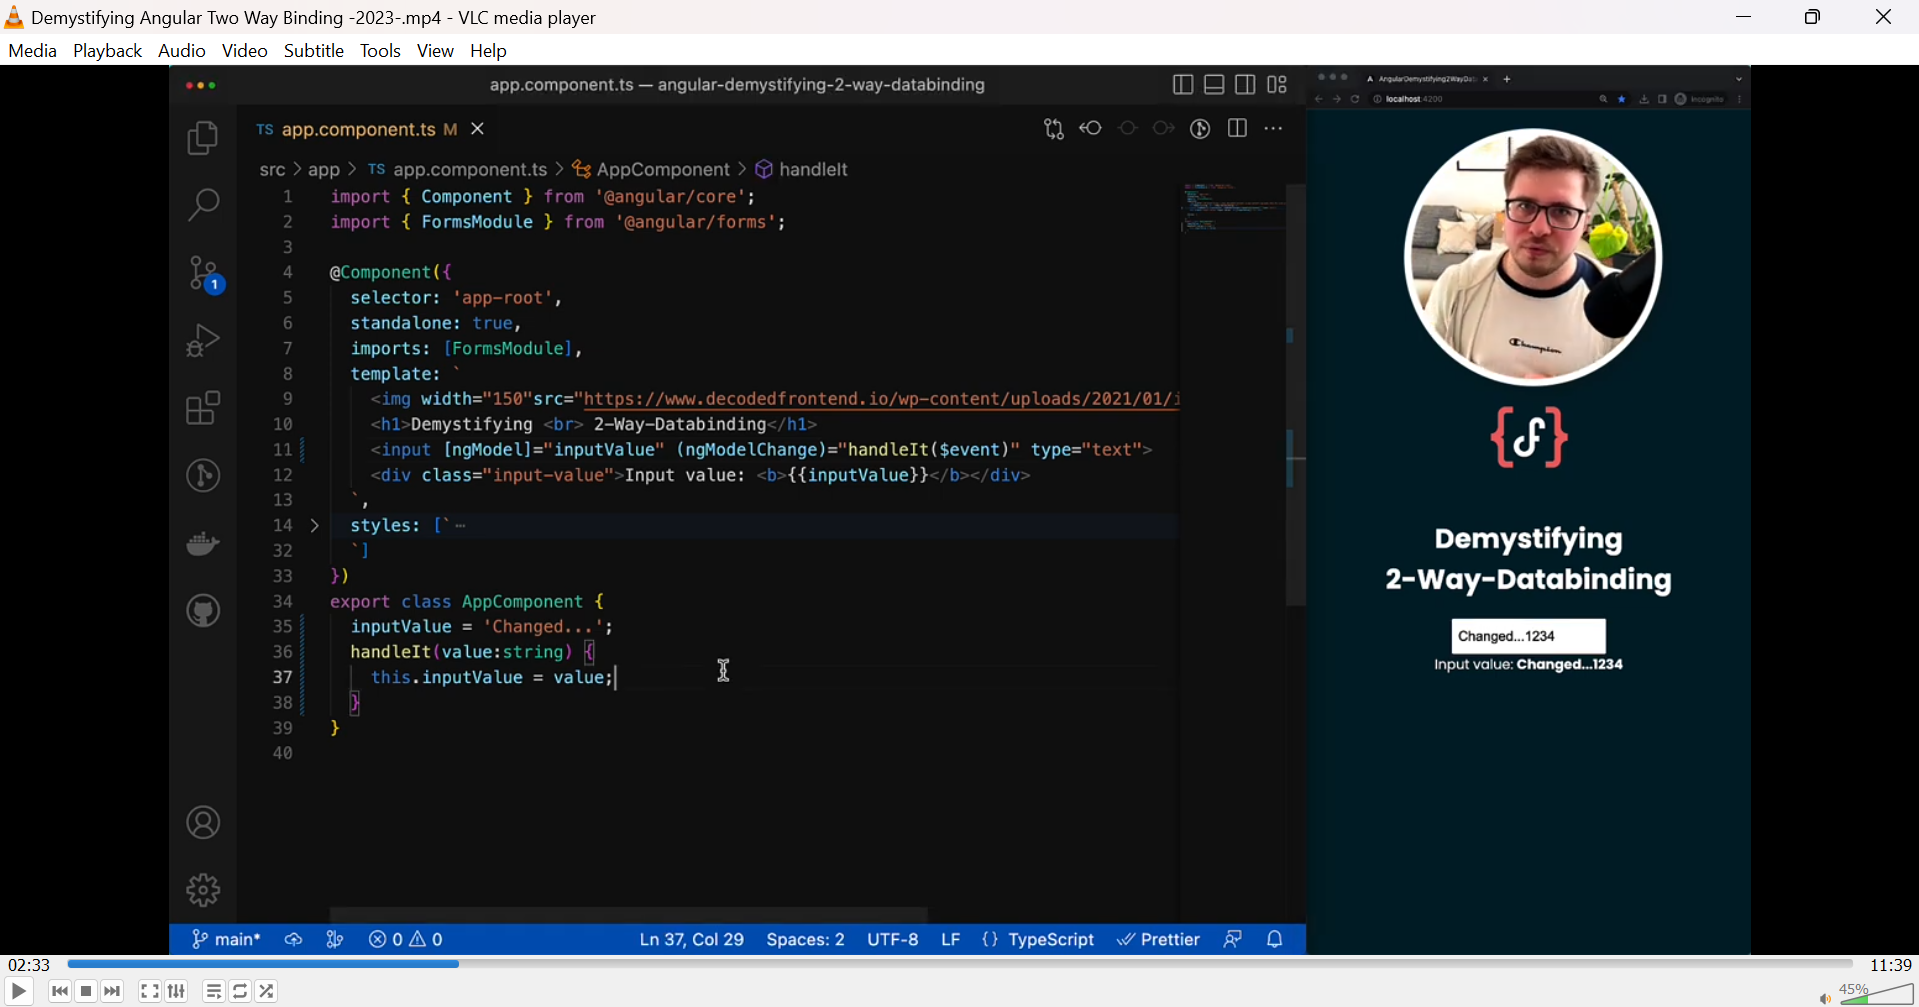 Demystifying Angular Two Way Binding -2023-.mp4 - VLC media player
Media Playback Audio Video Subtitle Tools View Help
app.component.ts — angular-demystifying-2-way-databinding
AngularDemystifying2WayDat
TS app.component.ts M
localhost:4200
Incognito
src > app > TS app.component.ts > AppComponent > handleIt
1 import { Component } from '@angular/core';
2 import { FormsModule } from '@angular/forms';
3
4 @Component({
5 selector: 'app-root',
6 standalone: true,
7 imports: [FormsModule],
8 template: `
9 <img width="150"src="https://www.decodedfrontend.io/wp-content/uploads/2021/01/i
10 <h1>Demystifying <br> 2-Way-Databinding</h1>
11 <input [ngModel]="inputValue" (ngModelChange)="handleIt($event)" type="text">
12 <div class="input-value">Input value: <b>{{inputValue}}</b></div>
13 `,
14 styles: [` ⋯
32 `]
33 })
34 export class AppComponent {
35 inputValue = 'Changed...';
36 handleIt(value:string) {
37 this.inputValue = value;
38 }
39 }
40
1
Champion
{df}
Demystifying
2-Way-Databinding
Changed...1234
Input value: Changed...1234
main* 0 0 Ln 37, Col 29 Spaces: 2 UTF-8 LF {} TypeScript Prettier
02:33 11:39
45%